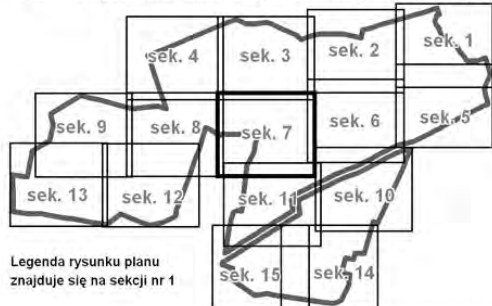 sek. 1
sek. 2
sek. 3
sek. 4
sek. 5
sek. 6
sek. 7
sek. 8
sek. 9
sek. 10
sek. 11
sek. 12
sek. 13
sek. 14
sek. 15
Legenda rysunku planu
znajduje się na sekcji nr 1